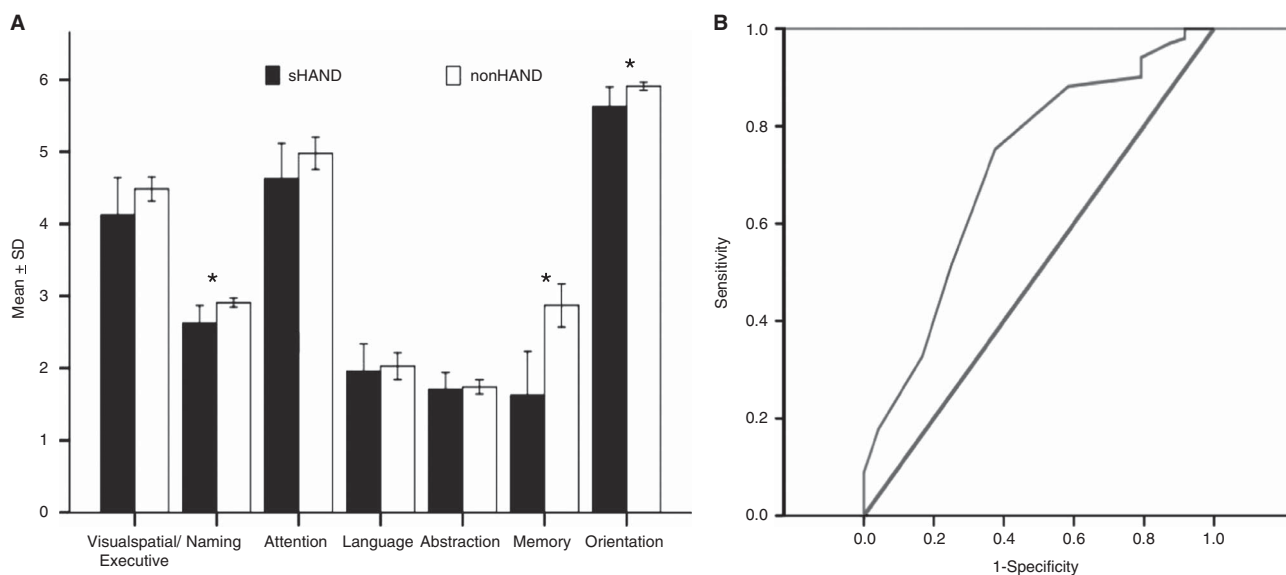 A
sHAND
nonHAND
*
*
*
Mean ± SD
6
5
4
3
2
1
0
Visualspatial/ Naming Attention Language Abstraction Memory Orientation
Executive
B
Sensitivity
1.0
0.8
0.6
0.4
0.2
0.0
0.0 0.2 0.4 0.6 0.8 1.0
1-Specificity